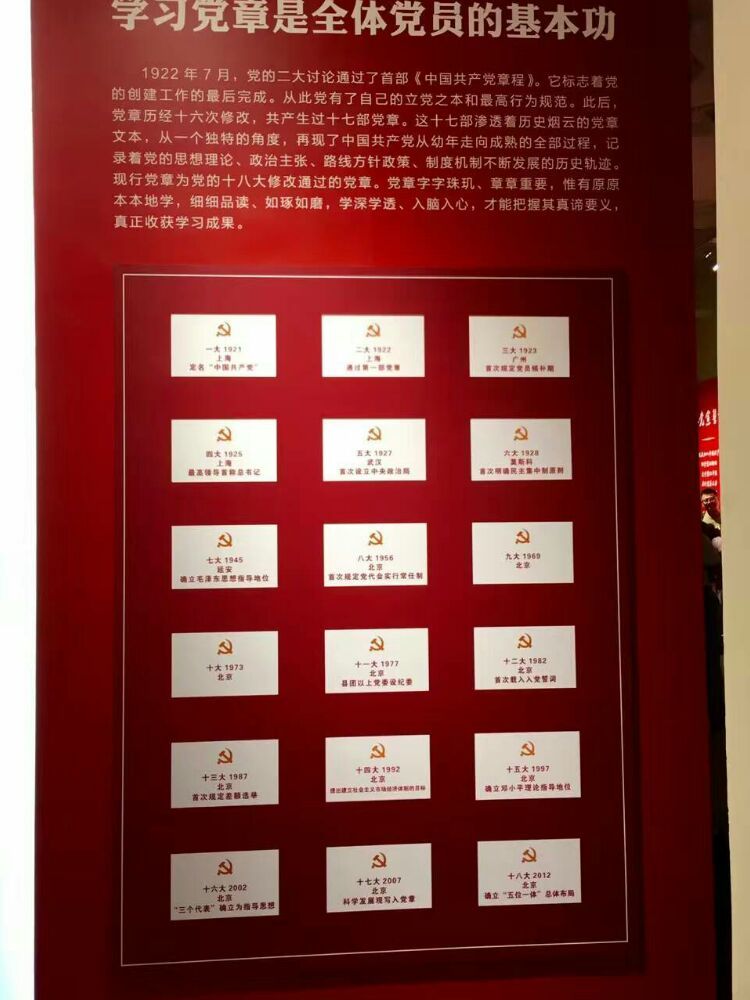 学习党章是全体党员的基本功
1922年7月，党的二大讨论通过了首部《中国共产党章程》。它标志着党
的创建工作的最后完成。从此党有了自己的立党之本和最高行为规范。此后，
党章历经十六次修改，共产生过十七部党章。这十七部渗透着历史烟云的党章
文本，从一个独特的角度，再现了中国共产党从幼年走向成熟的全部过程，记
录着党的思想理论、政治主张、路线方针政策、制度机制不断发展的历史轨迹。
现行党章为党的十八大修改通过的党章。党章字字珠玑、章章重要，惟有原原
本本地学，细细品读、如琢如磨，学深学透、入脑入心，才能把握其真谛要义，
真正收获学习成果。
一大 1921
上海
定名“中国共产党”
二大 1922
上海
通过第一部党章
三大 1923
广州
首次规定党员候补期
四大 1925
上海
最高领导首称总书记
五大 1927
武汉
首次设立中央政治局
六大 1928
莫斯科
首次明确民主集中制原则
七大 1945
延安
确立毛泽东思想指导地位
八大 1956
北京
首次规定党代会实行常任制
九大 1969
北京
十大 1973
北京
十一大 1977
北京
县团以上党委设纪委
十二大 1982
北京
首次载入入党誓词
十三大 1987
北京
首次规定差额选举
十四大 1992
北京
提出建立社会主义市场经济体制的目标
十五大 1997
北京
确立邓小平理论指导地位
十六大 2002
北京
“三个代表”确立为指导思想
十七大 2007
北京
科学发展观写入党章
十八大 2012
北京
确立“五位一体”总体布局